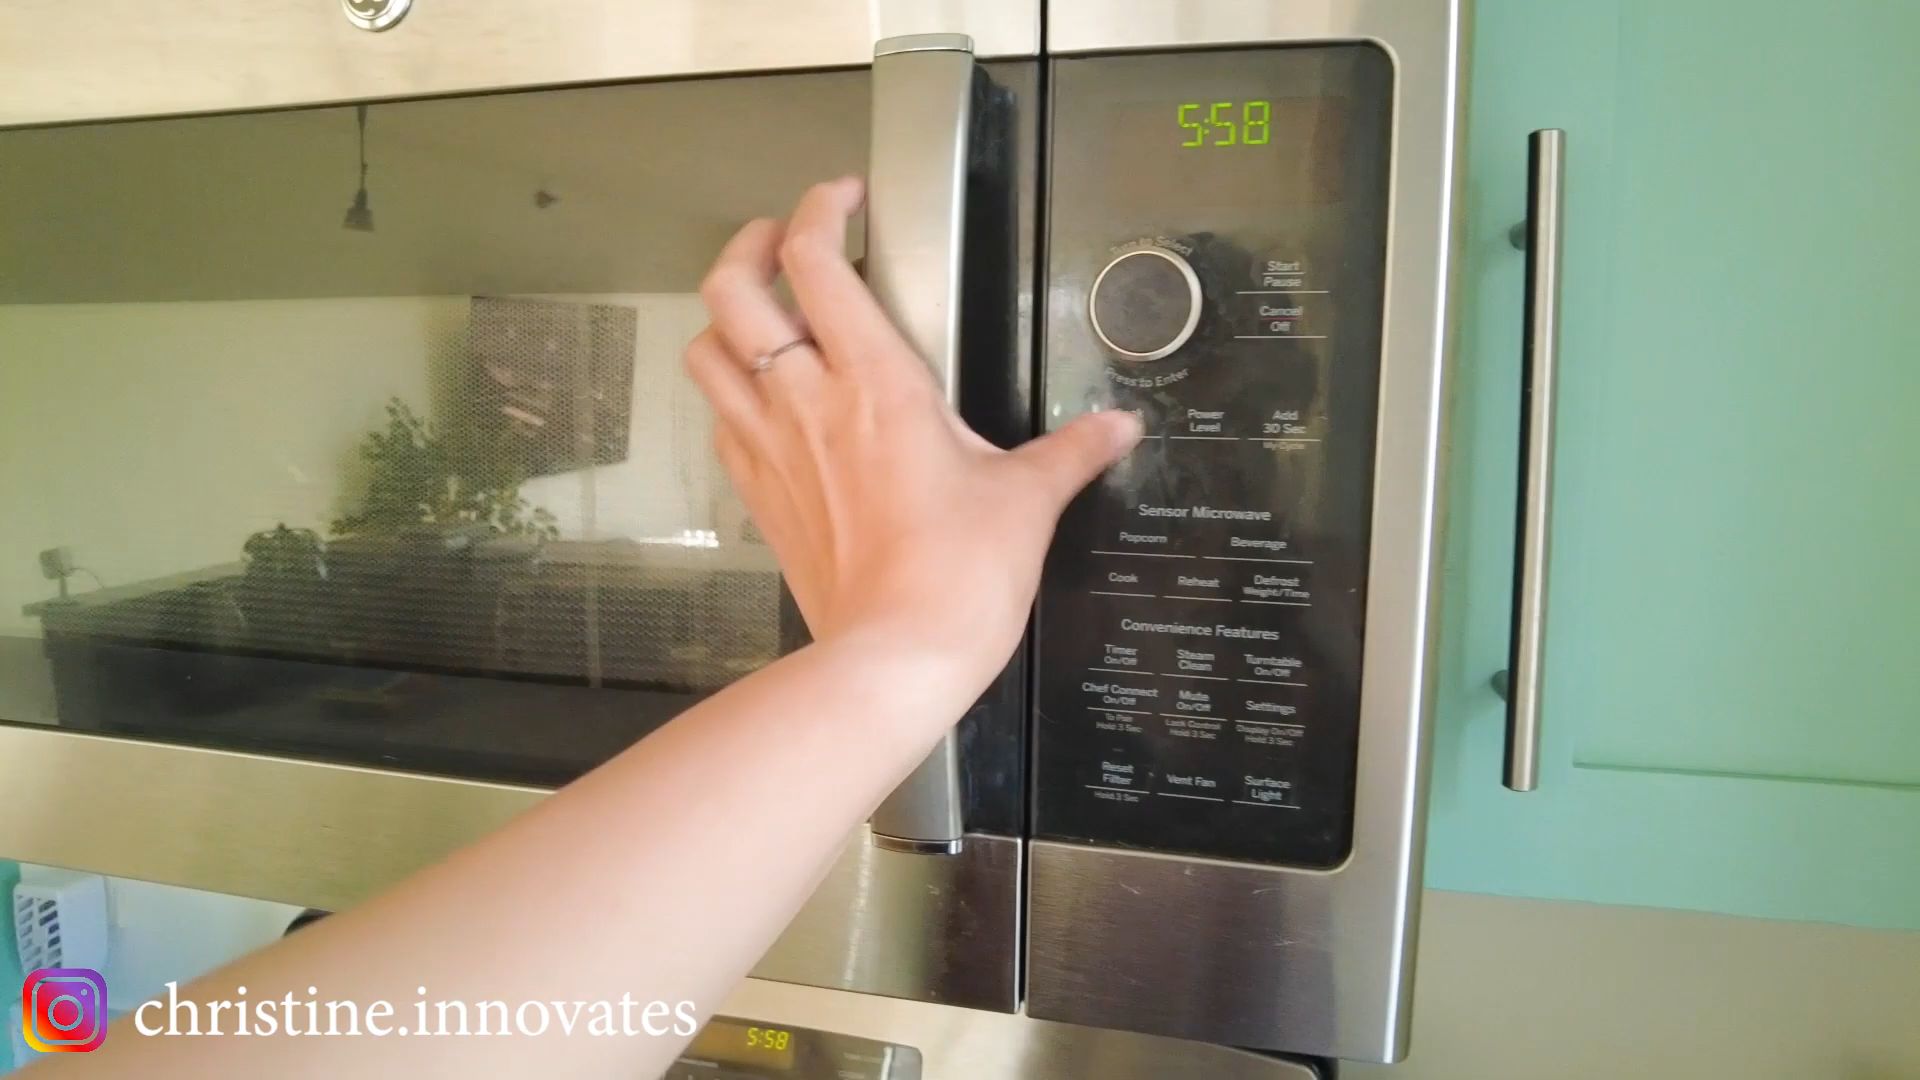 5:58
Turn to Select
Start
Pause
Cancel
Off
Press to Enter
Power
Level
Add
30 Sec
My Cycle
Sensor Microwave
Popcorn
Beverage
Cook
Reheat
Defrost
Weight/Time
Convenience Features
Timer
On/Off
Steam
Clean
Turntable
On/Off
Chef Connect
On/Off
To Pair
Hold 3 Sec
Mute
On/Off
Lock Control
Hold 3 Sec
Settings
Display On/Off
Hold 3 Sec
Reset
Filter
Hold 3 Sec
Vent Fan
Surface
Light
christine.innovates
5:58